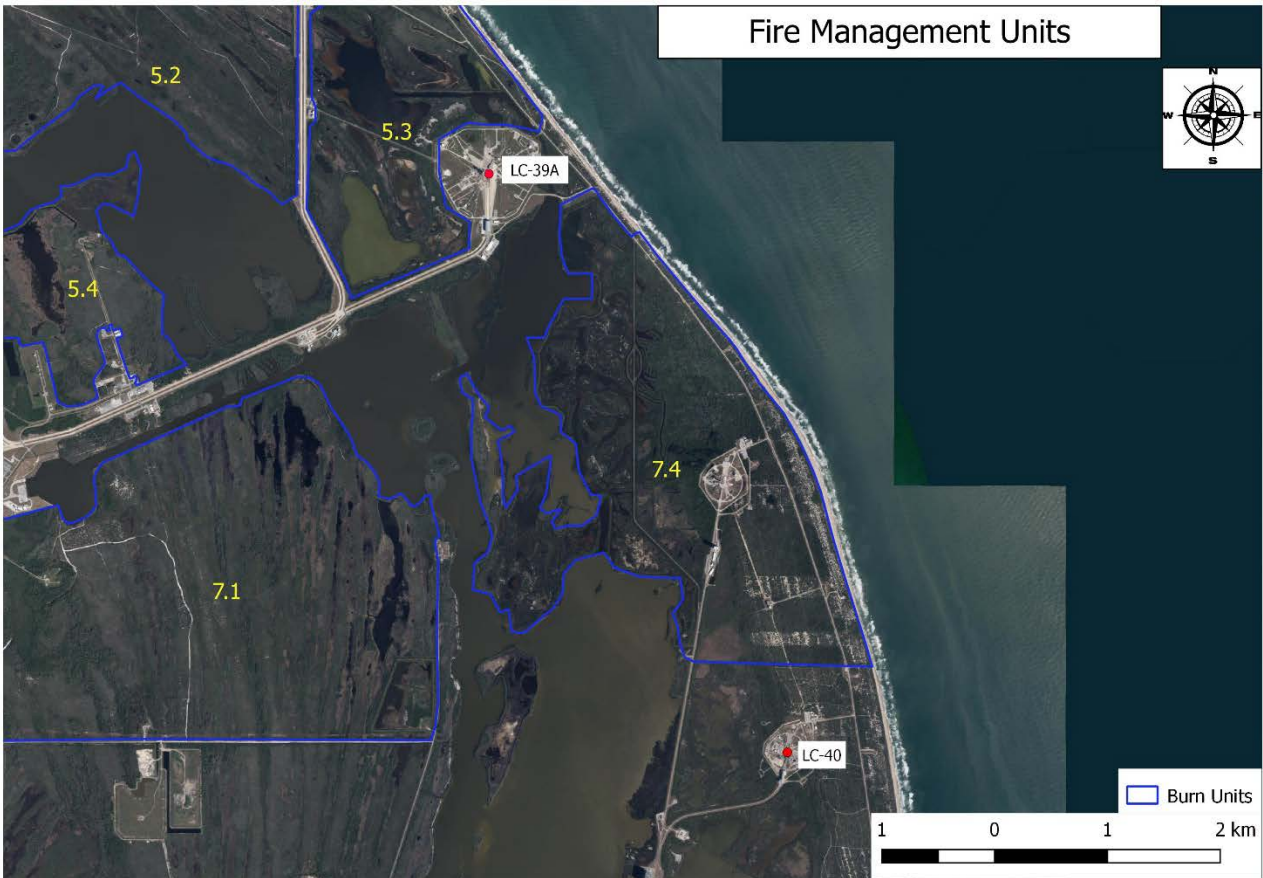 Fire Management Units
N
W E
S
5.2
5.3
LC-39A
5.4
7.4
7.1
LC-40
Burn Units
1 0 1 2 km